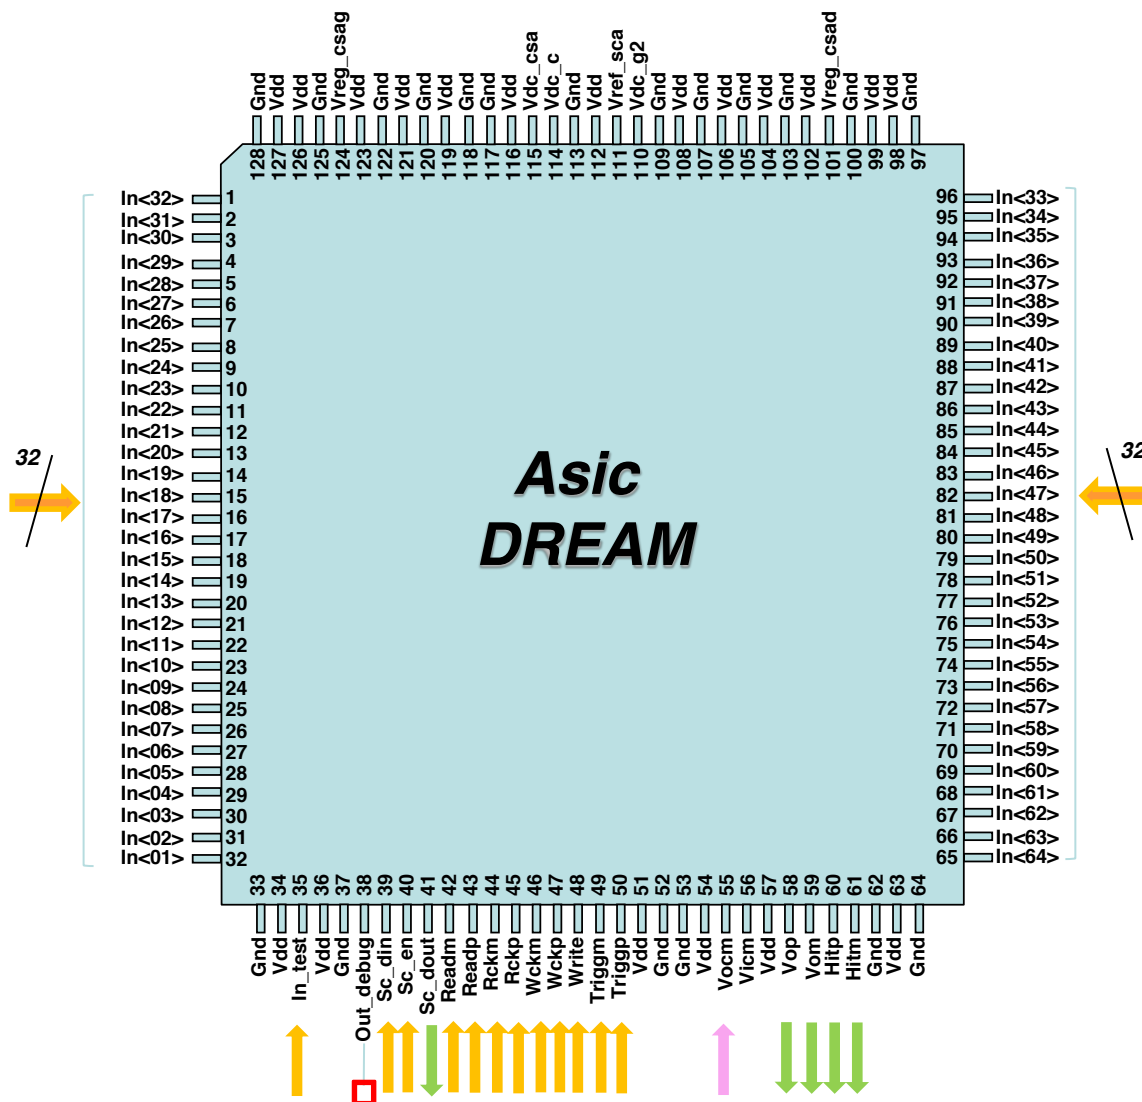 Gnd
Vdd
Vdd
Gnd
Vreg_csag
Vdd
Gnd
Vdd
Gnd
Vdd
Gnd
Gnd
Vdd
Vdc_csa
Vdc_c
Gnd
Vdd
Vref_sca
Vdc_g2
Gnd
Vdd
Gnd
Vdd
Gnd
Vdd
Gnd
Vdd
Vreg_csad
Gnd
Vdd
Vdd
Gnd
128
127
126
125
124
123
122
121
120
119
118
117
116
115
114
113
112
111
110
109
108
107
106
105
104
103
102
101
100
99
98
97
In<32> 1
In<31> 2
In<30> 3
In<29> 4
In<28> 5
In<27> 6
In<26> 7
In<25> 8
In<24> 9
In<23> 10
In<22> 11
In<21> 12
In<20> 13
In<19> 14
In<18> 15
In<17> 16
In<16> 17
In<15> 18
In<14> 19
In<13> 20
In<12> 21
In<11> 22
In<10> 23
In<09> 24
In<08> 25
In<07> 26
In<06> 27
In<05> 28
In<04> 29
In<03> 30
In<02> 31
In<01> 32
32
Asic
DREAM
96 In<33>
95 In<34>
94 In<35>
93 In<36>
92 In<37>
91 In<38>
90 In<39>
89 In<40>
88 In<41>
87 In<42>
86 In<43>
85 In<44>
84 In<45>
83 In<46>
82 In<47>
81 In<48>
80 In<49>
79 In<50>
78 In<51>
77 In<52>
76 In<53>
75 In<54>
74 In<55>
73 In<56>
72 In<57>
71 In<58>
70 In<59>
69 In<60>
68 In<61>
67 In<62>
66 In<63>
65 In<64>
32
33
34
35
36
37
38
39
40
41
42
43
44
45
46
47
48
49
50
51
52
53
54
55
56
57
58
59
60
61
62
63
64
Gnd
Vdd
In_test
Vdd
Gnd
Out_debug
Sc_din
Sc_en
Sc_dout
Readm
Readp
Rckm
Rckp
Wckm
Wckp
Write
Triggm
Triggp
Vdd
Gnd
Gnd
Vdd
Vocm
Vicm
Vdd
Vop
Vom
Hitp
Hitm
Gnd
Vdd
Gnd